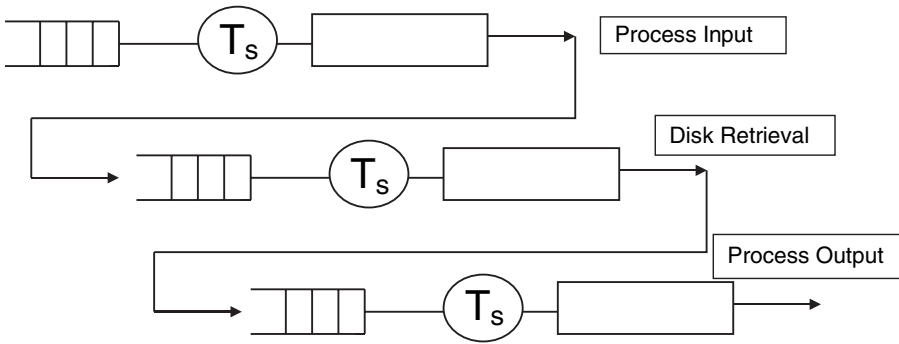 Ts
Process Input
Ts
Disk Retrieval
Ts
Process Output